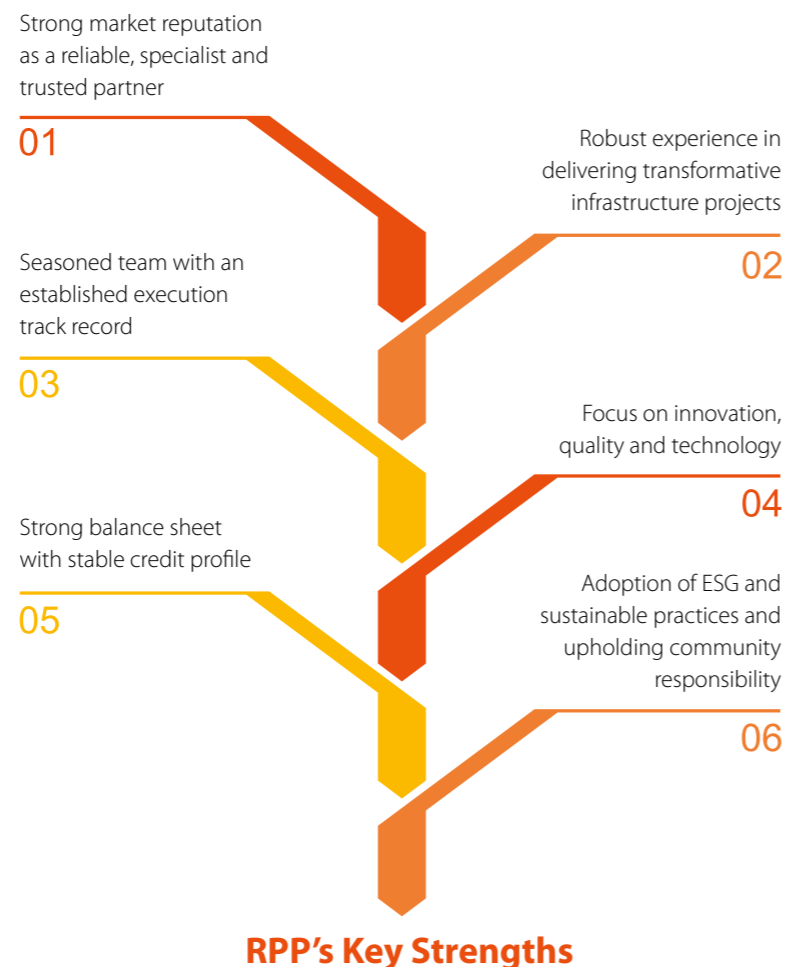 Strong market reputation
as a reliable, specialist and
trusted partner
01
Robust experience in
delivering transformative
infrastructure projects
02
Seasoned team with an
established execution
track record
03
Focus on innovation,
quality and technology
04
Strong balance sheet
with stable credit profile
05
Adoption of ESG and
sustainable practices and
upholding community
responsibility
06
RPP’s Key Strengths